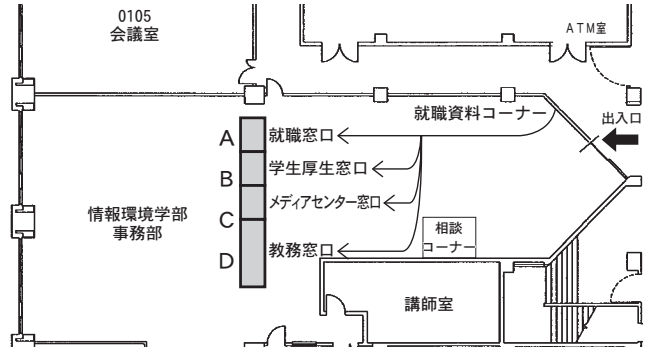 0105
会議室
ATM室
就職資料コーナー
出入口
A
就職窓口
学生厚生窓口
B
メディアセンター窓口
C
情報環境学部
事務部
相談
コーナー
教務窓口
D
講師室